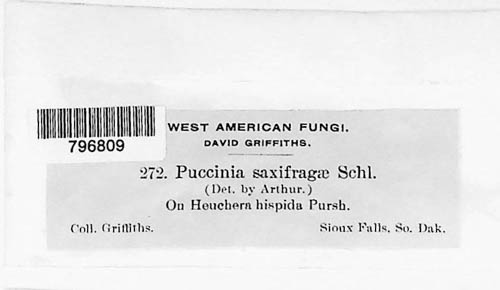 WEST AMERICAN FUNGI.
DAVID GRIFFITHS.
796809
272. Puccinia saxifragæ Schl.
(Det. by Arthur.)
On Heuchera hispida Pursh.
Coll. Griffiths. Sioux Falls, So. Dak.